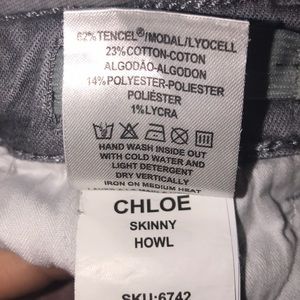 62%TENCEL®/MODAL/LYOCELL
23%COTTON-COTON
ALGODÃO-ALGODON
14%POLYESTER-POLIESTER
POLIÉSTER
1%LYCRA
HAND WASH INSIDE OUT
WITH COLD WATER AND
LIGHT DETERGENT
DRY VERTICALLY
IRON ON MEDIUM HEAT
CHLOE
SKINNY
HOWL
SKU:6742